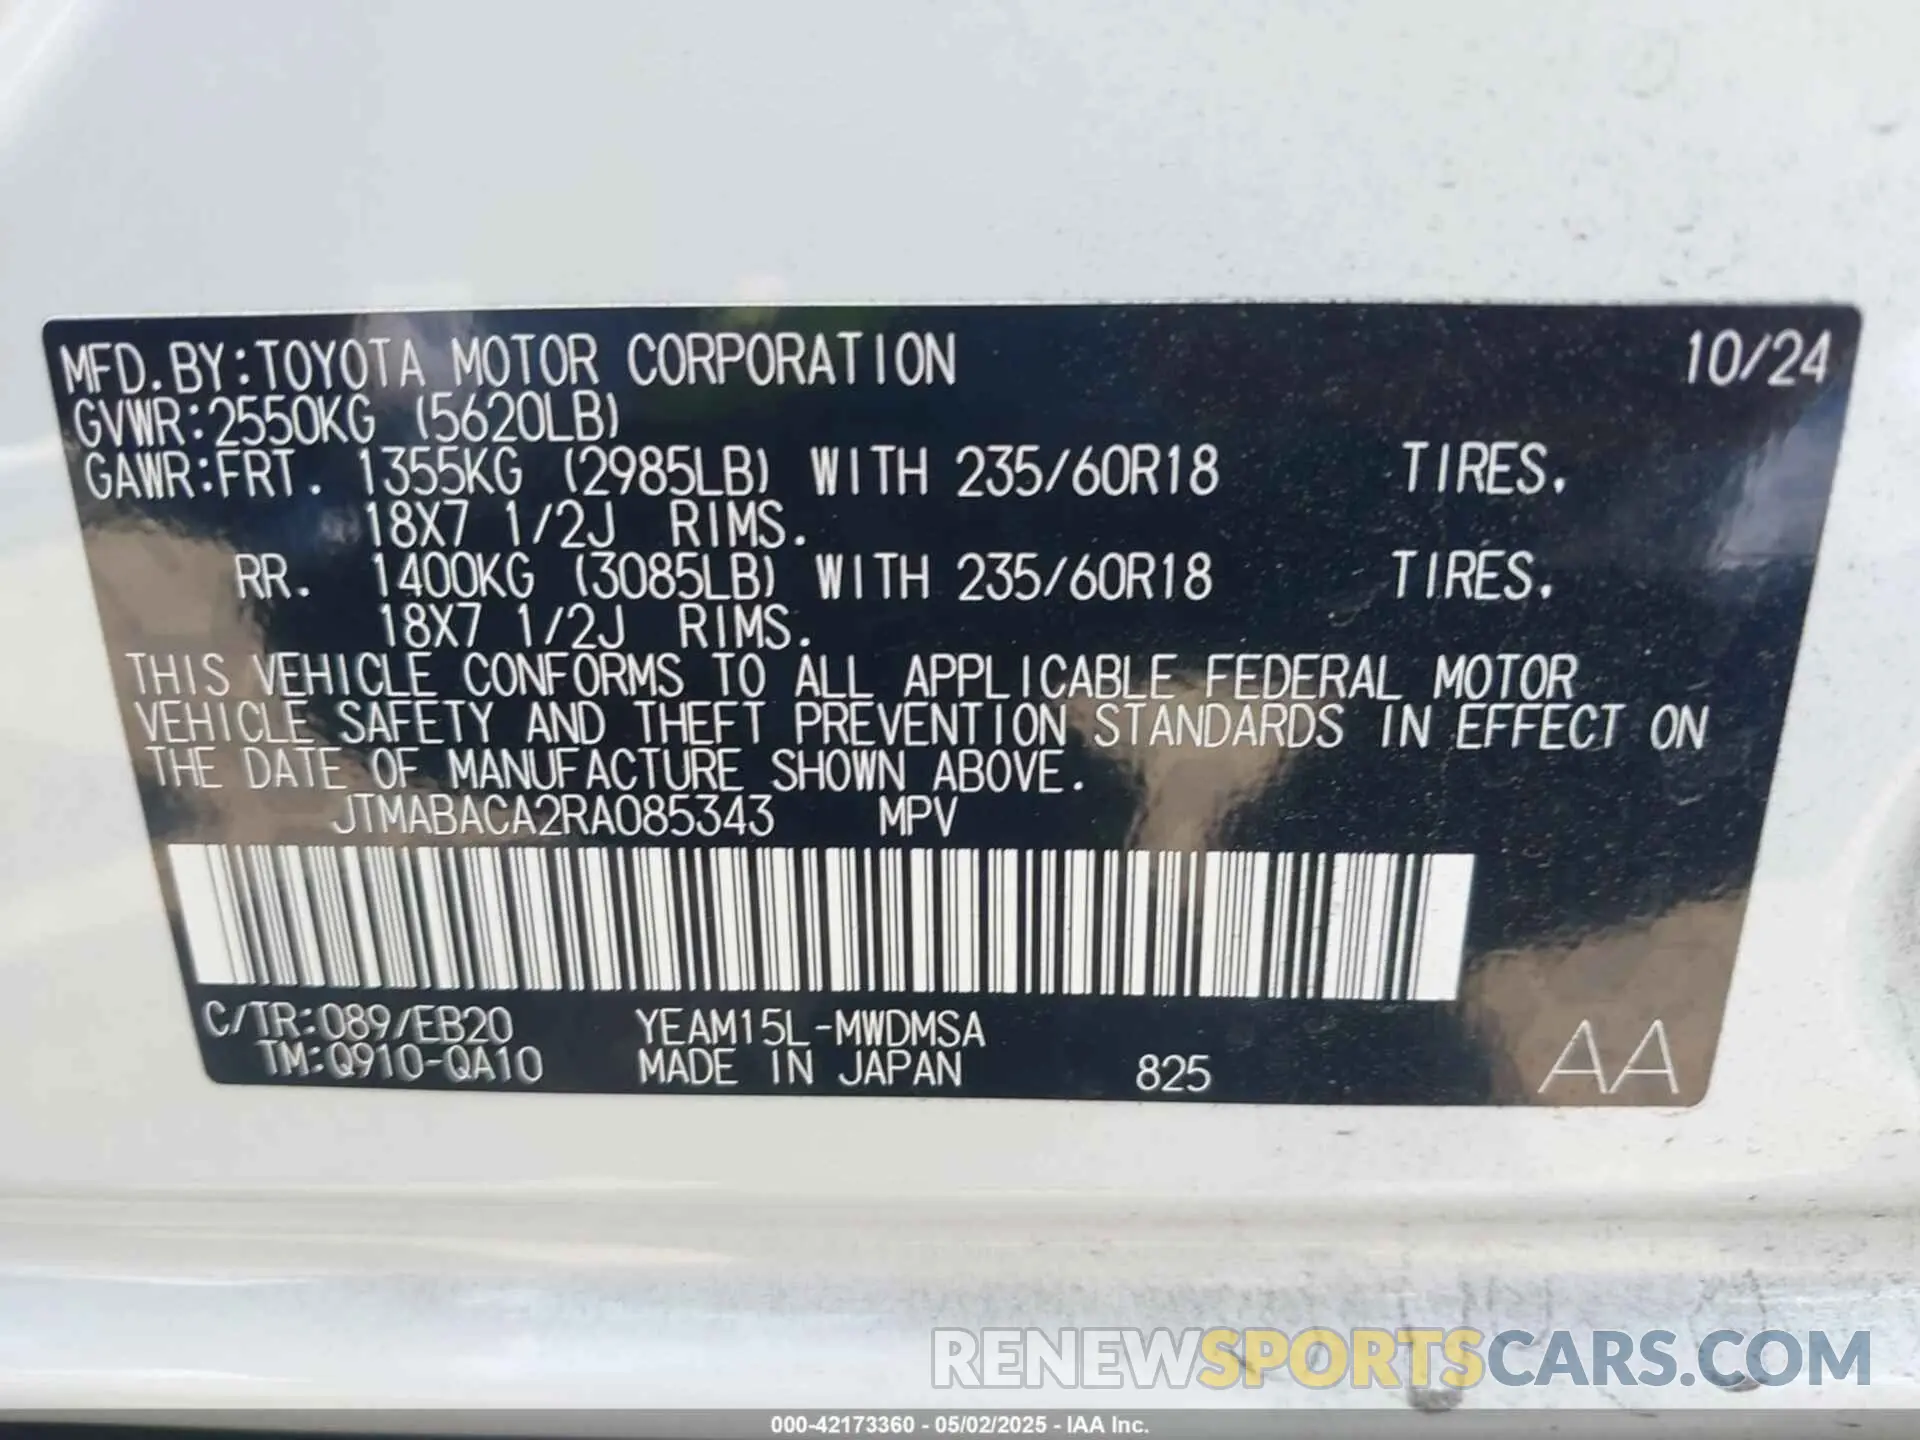 MFD.BY:TOYOTA MOTOR CORPORATION 10/24
GVWR:2550KG (5620LB)
GAWR:FRT. 1355KG (2985LB) WITH 235/60R18 TIRES.
18X7 1/2J RIMS.
RR. 1400KG (3085LB) WITH 235/60R18 TIRES.
18X7 1/2J RIMS.
THIS VEHICLE CONFORMS TO ALL APPLICABLE FEDERAL MOTOR
VEHICLE SAFETY AND THEFT PREVENTION STANDARDS IN EFFECT ON
THE DATE OF MANUFACTURE SHOWN ABOVE.
JTMABACA2RA085343 MPV
C/TR:089/EB20 YEAM15L-MWDMSA
TM:Q910-QA10 MADE IN JAPAN 825 AA
RENEWSPORTSCARS.COM
000-42173360 - 05/02/2025 - IAA Inc.